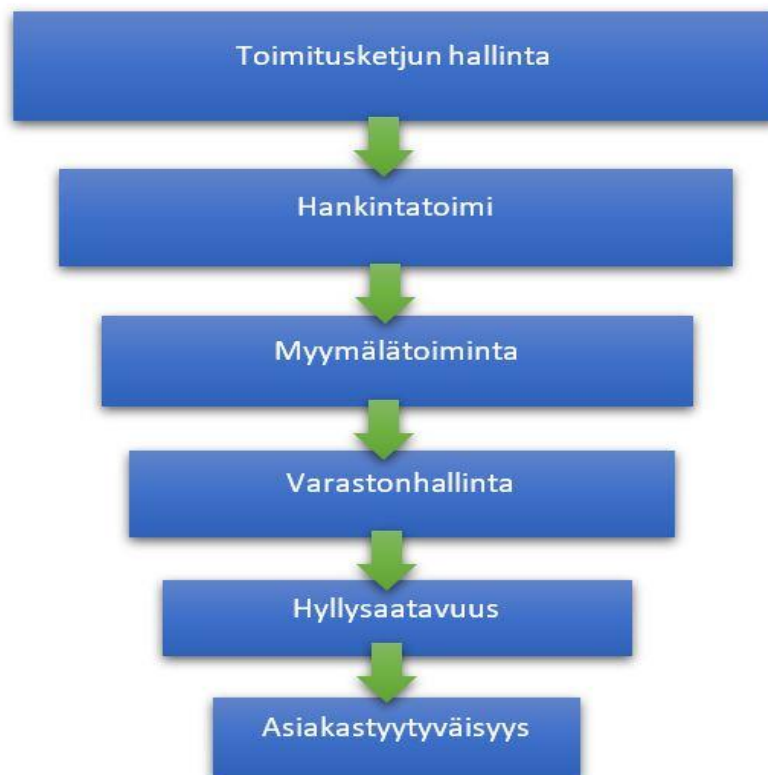 Toimitusketjun hallinta
Hankintatoimi
Myymälätoiminta
Varastonhallinta
Hyllysaatavuus
Asiakastyytyväisyys